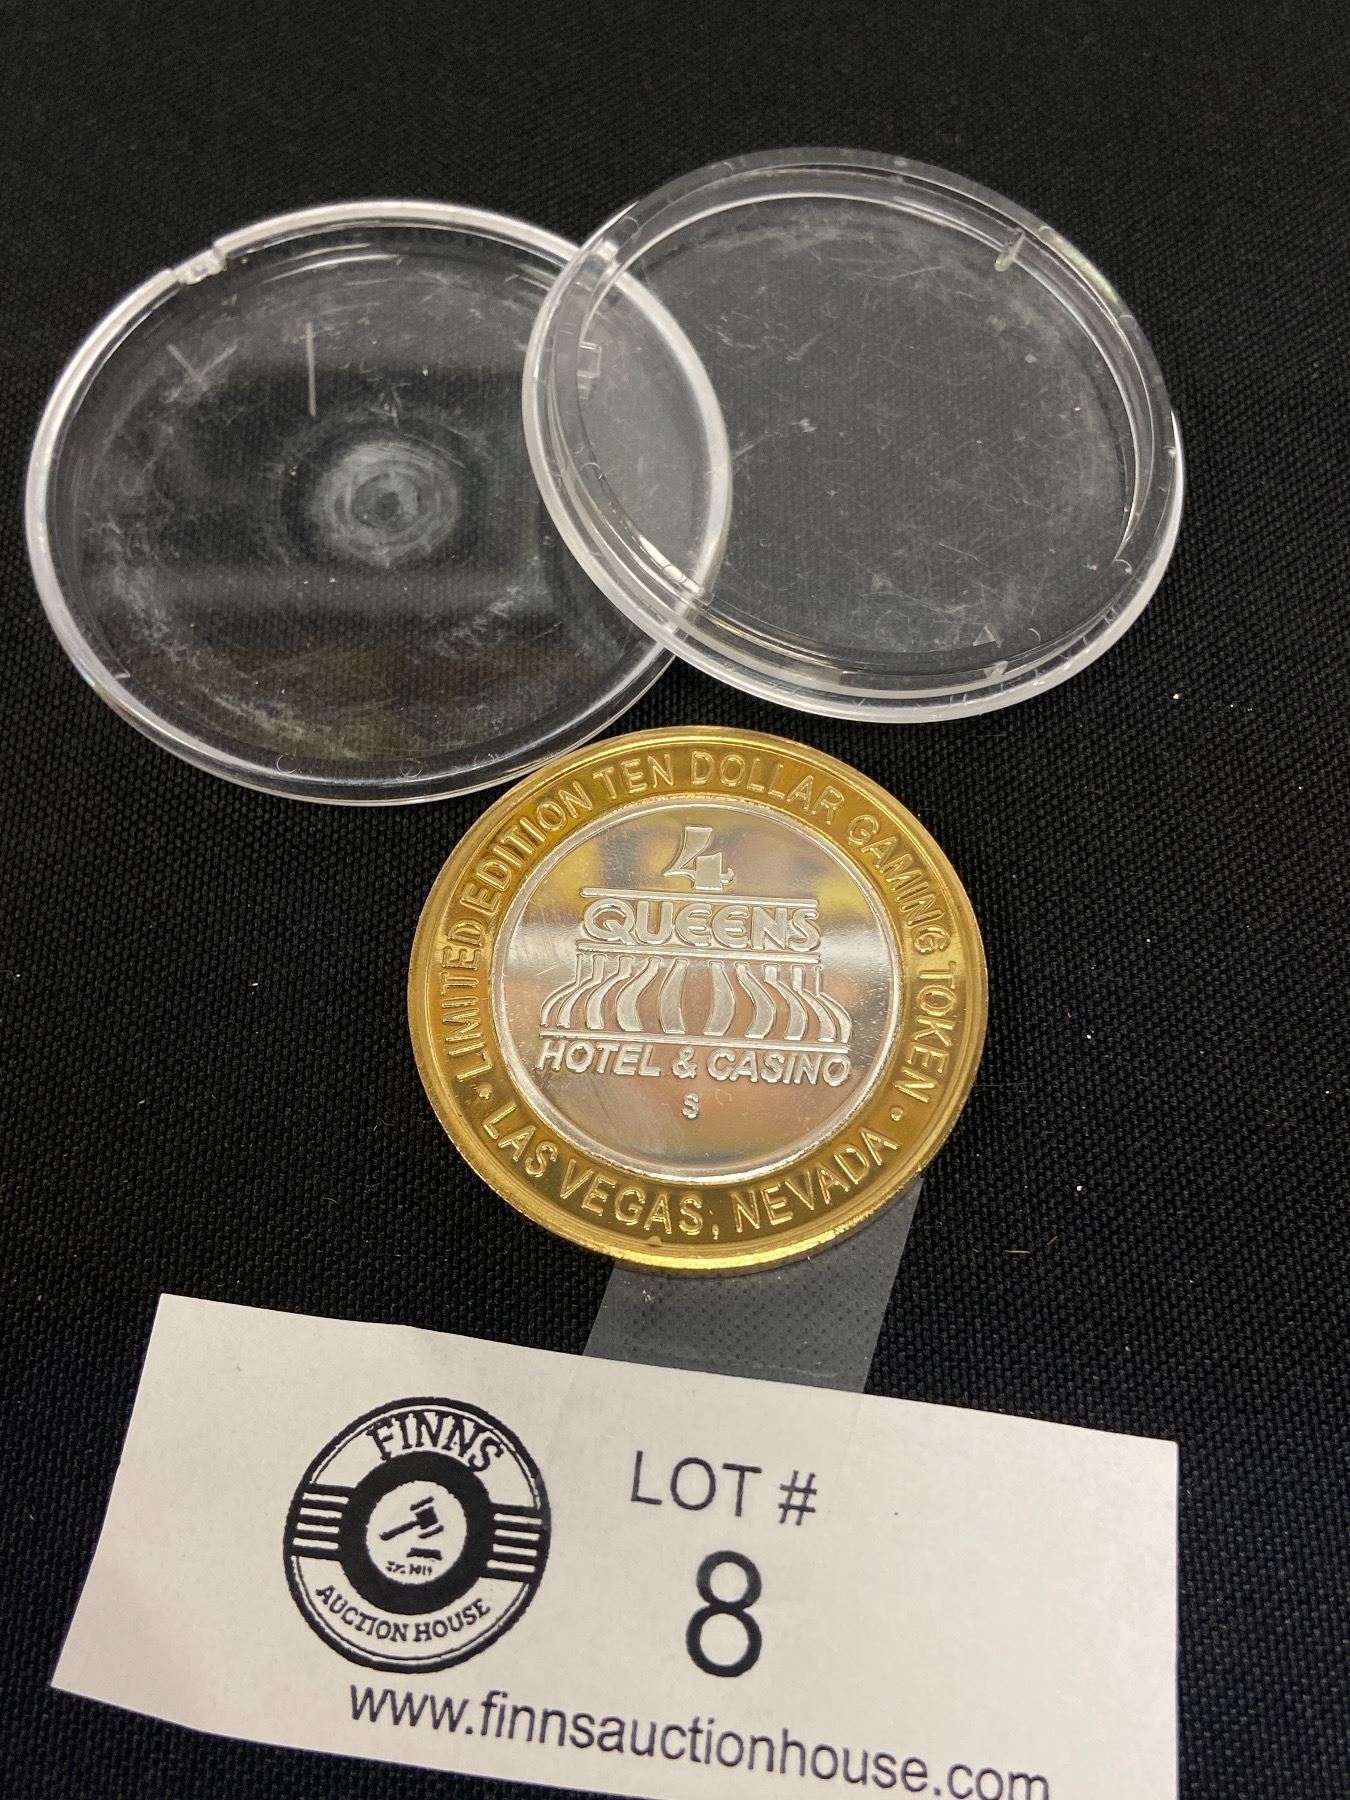 LIMITED EDITION TEN DOLLAR GAMING TOKEN
4
QUEENS
HOTEL & CASINO
S
• LAS VEGAS, NEVADA •
FINNS
AUCTION HOUSE
LOT #
8
www.finnsauctionhouse.com